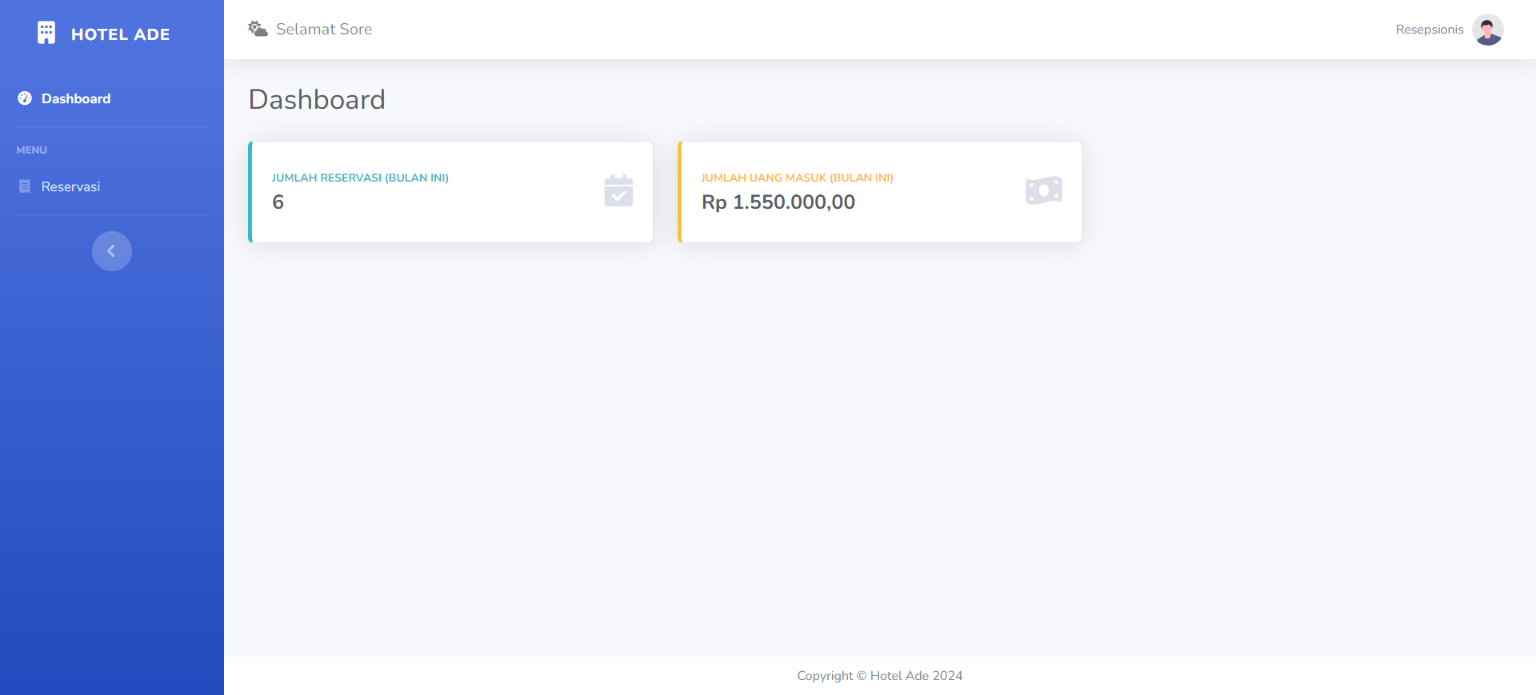 HOTEL ADE
Selamat Sore
Resepsionis
Dashboard
MENU
Reservasi
Dashboard
JUMLAH RESERVASI (BULAN INI)
6
JUMLAH UANG MASUK (BULAN INI)
Rp 1.550.000,00
Copyright © Hotel Ade 2024